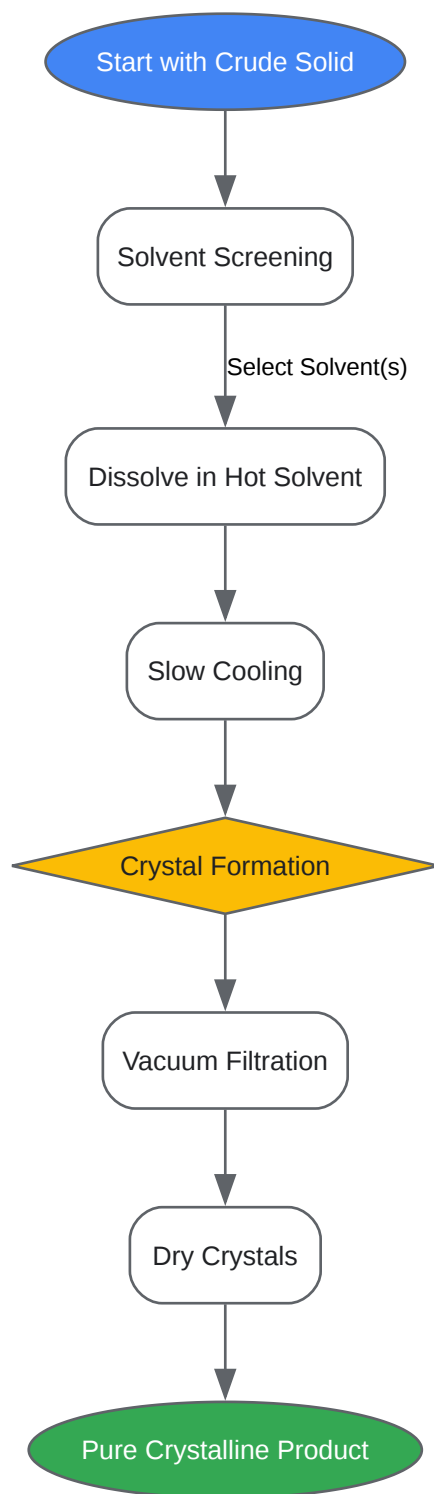 Start with Crude Solid
Solvent Screening
Select Solvent(s)
Dissolve in Hot Solvent
Slow Cooling
Crystal Formation
Vacuum Filtration
Dry Crystals
Pure Crystalline Product